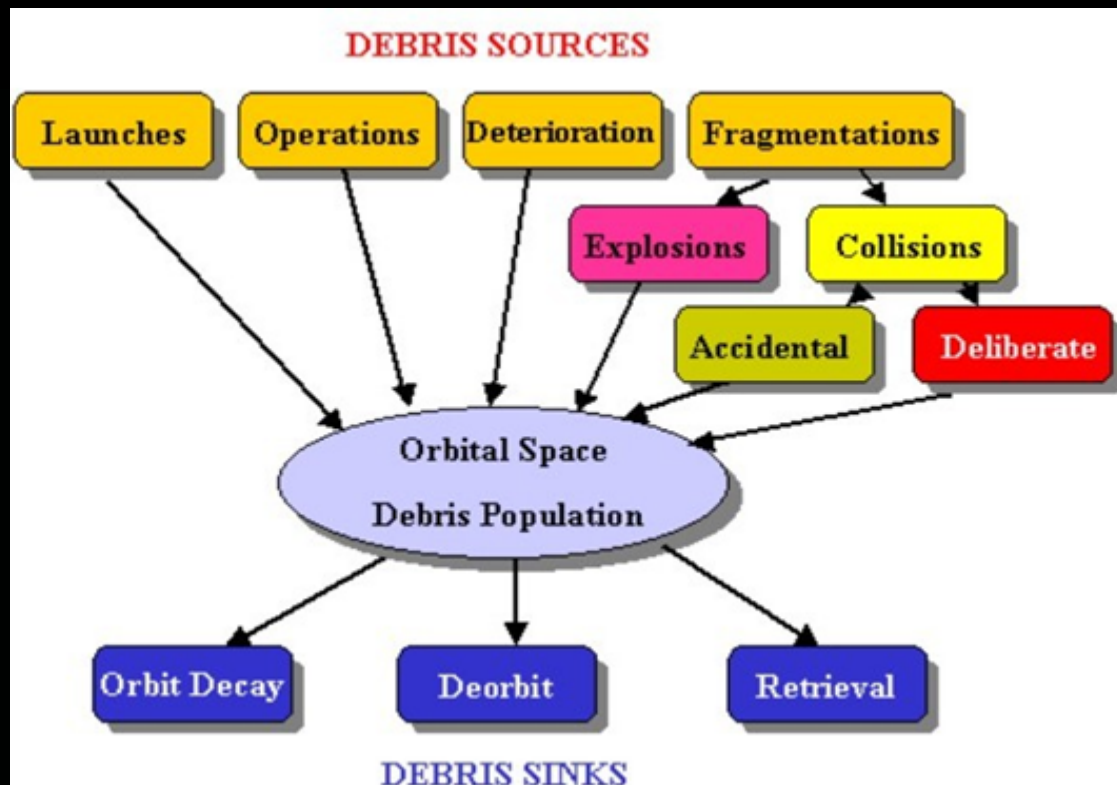 DEBRIS SOURCES
Launches
Operations
Deterioration
Fragmentations
Explosions
Collisions
Accidental
Deliberate
Orbital Space
Debris Population
Orbit Decay
Deorbit
Retrieval
DEBRIS SINKS